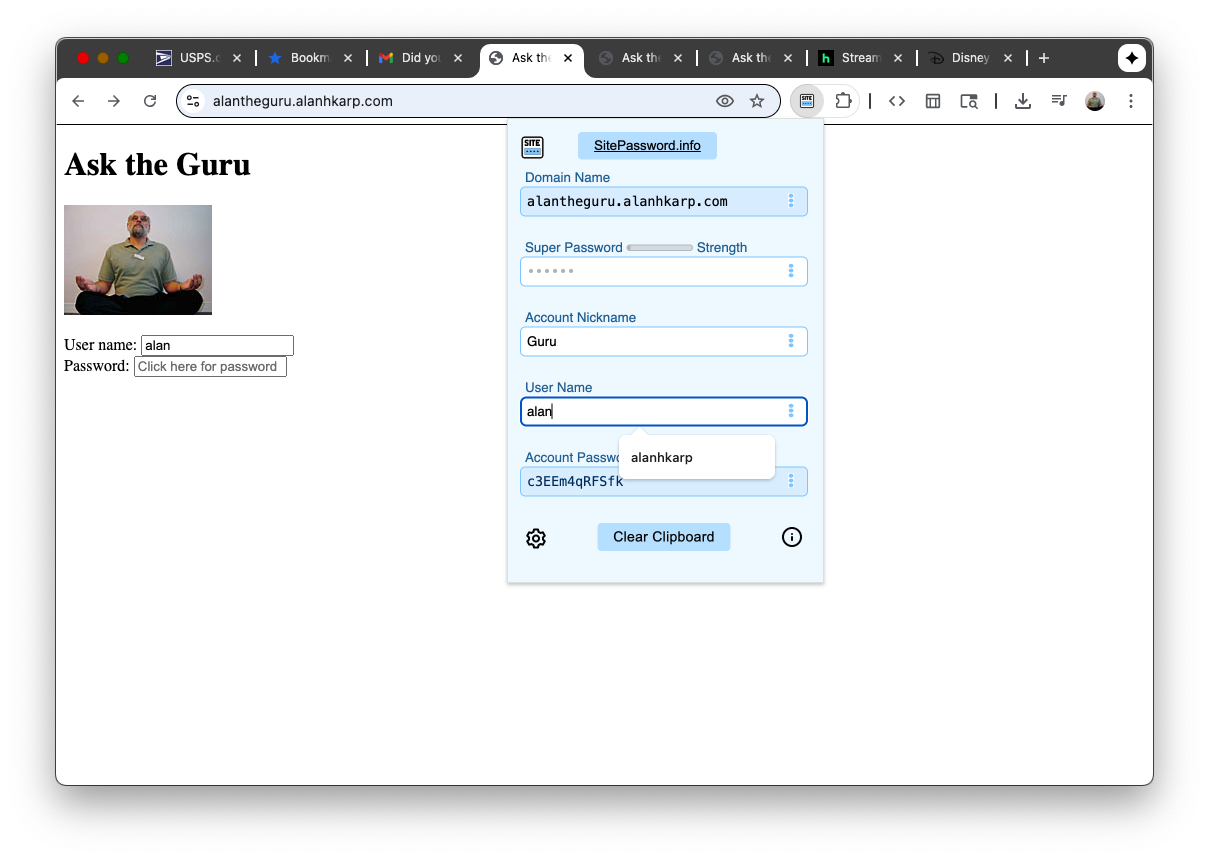 USPS.c
Bookm
Did you
Ask the
Ask the
Ask the
h
Stream
Disney
alantheguru.alanhkarp.com
SITE
Ask the Guru
SITE
SitePassword.info
Domain Name
alantheguru.alanhkarp.com
Super Password Strength
Account Nickname
Guru
User name: alan
Password: Click here for password
User Name
alan
Account Passwo
alanhkarp
c3EEm4qRFSfk
Clear Clipboard